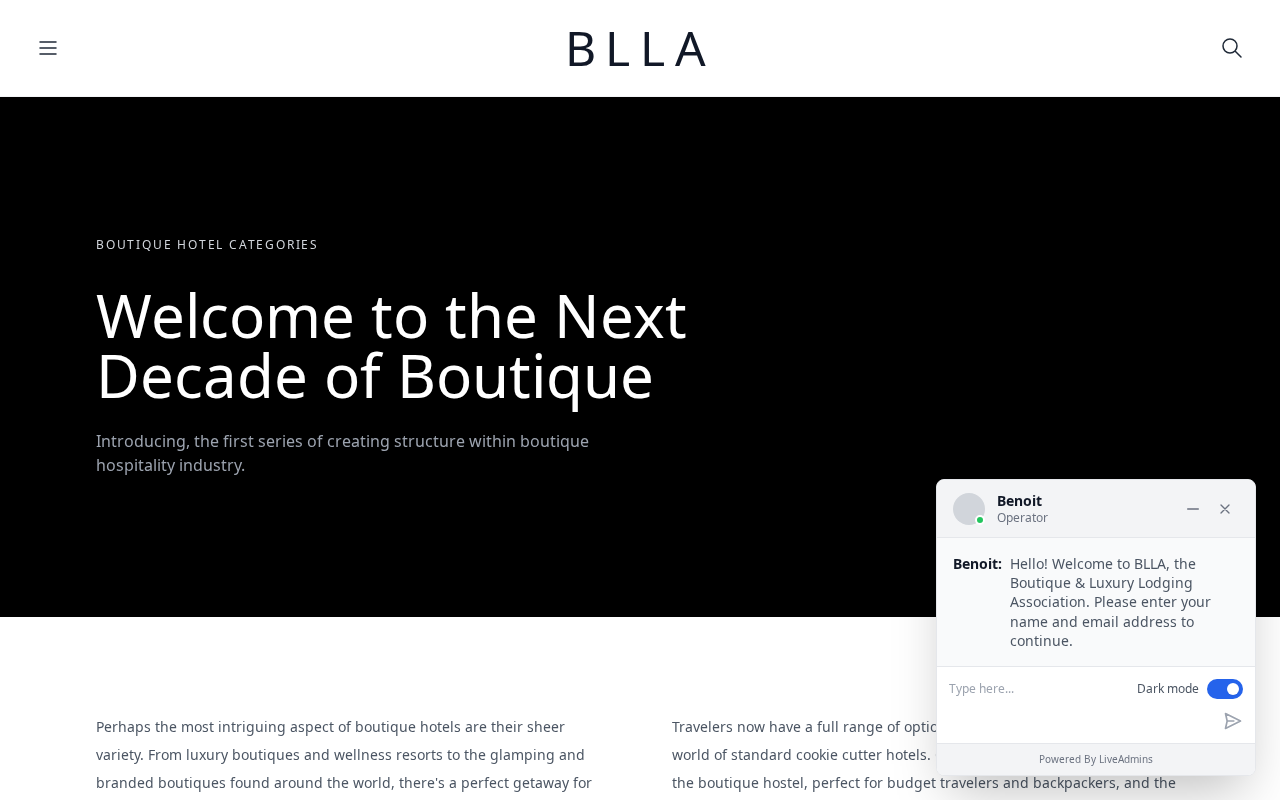 BLLA
BOUTIQUE HOTEL CATEGORIES
Welcome to the Next
Decade of Boutique
Introducing, the first series of creating structure within boutique
hospitality industry.
Perhaps the most intriguing aspect of boutique hotels are their sheer
variety. From luxury boutiques and wellness resorts to the glamping and
branded boutiques found around the world, there's a perfect getaway for
Travelers now have a full range of
world of standard cookie cutter hotels.
the boutique hostel, perfect for budget travelers and backpackers, and the
Benoit
Operator
Benoit: Hello! Welcome to BLLA, the
Boutique & Luxury Lodging
Association. Please enter your
name and email address to
continue.
Type here... Dark mode
Powered By LiveAdmins